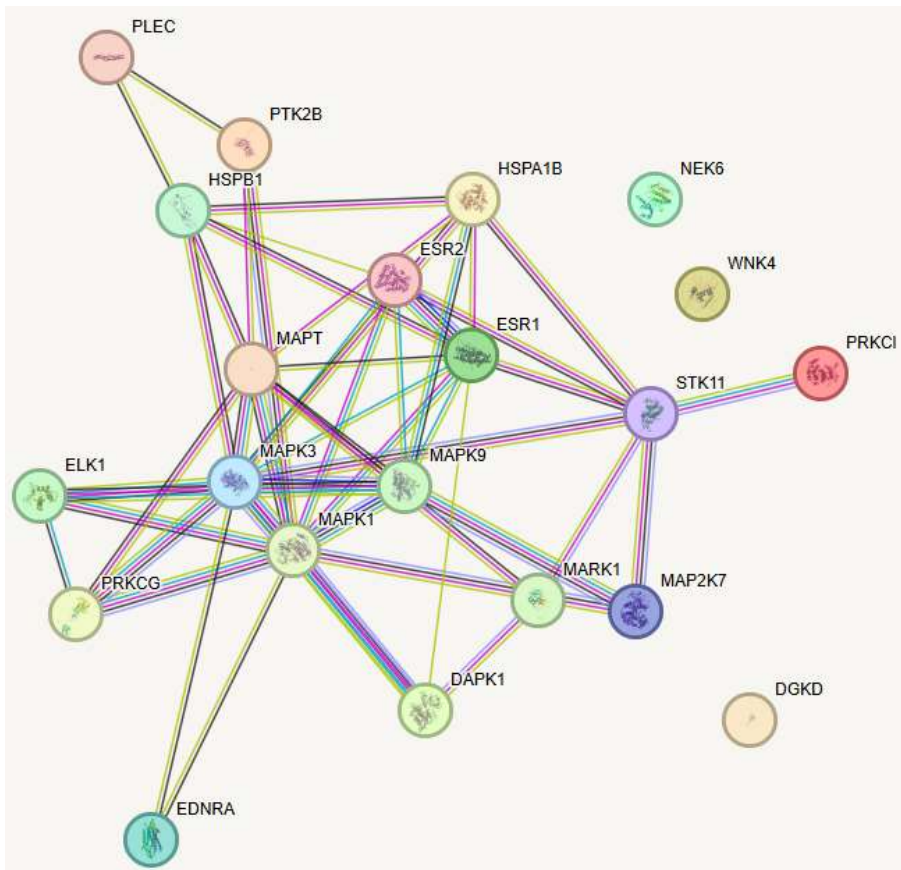 PLEC
PTK2B
HSPB1
HSPA1B
NEK6
ESR2
WNK4
ESR1
MAPT
PRKCI
STK11
MAPK3
MAPK9
ELK1
MAPK1
PRKCG
MARK1
MAP2K7
DAPK1
DGKD
EDNRA